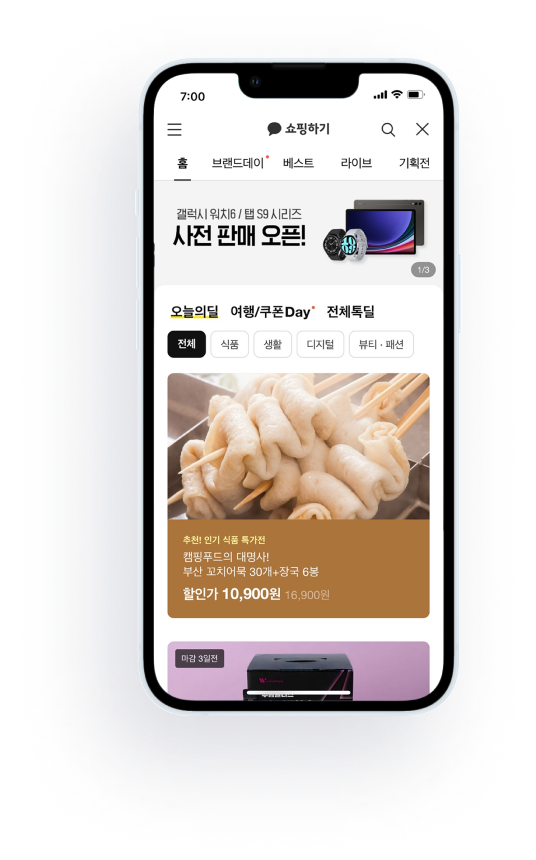 7:00
쇼핑하기
홈 브랜드데이 베스트 라이브 기획전
갤럭시 워치6 / 탭 S9 시리즈
사전 판매 오픈!
1/3
오늘의딜 여행/쿠폰Day 전체톡딜
전체 식품 생활 디지털 뷰티 · 패션
추천! 인기 식품 특가전
캠핑푸드의 대명사!
부산 꼬치어묵 30개+장국 6봉
할인가 10,900원 16,900원
마감 3일전